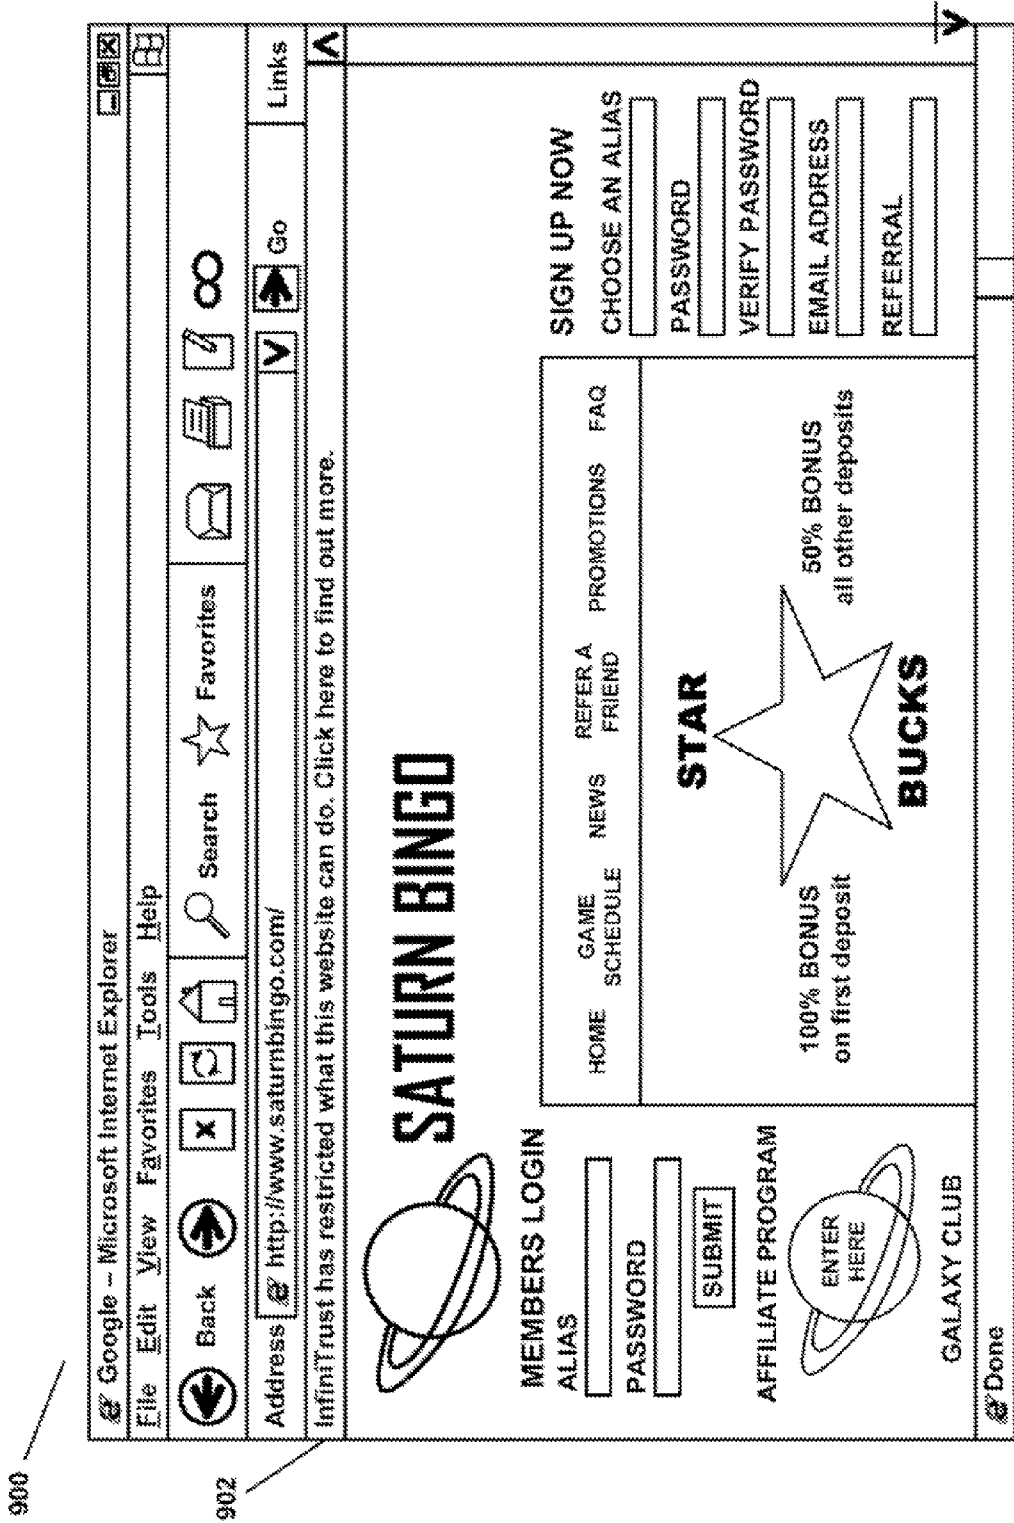 900
902
Google – Microsoft Internet Explorer
File Edit View Favorites Tools Help
Back Search Favorites
Address http://www.saturnbingo.com/ Go Links
InfiniTrust has restricted what this website can do. Click here to find out more.
SATURN BINGO
MEMBERS LOGIN
ALIAS
PASSWORD
SUBMIT
AFFILIATE PROGRAM
ENTER
HERE
GALAXY CLUB
HOME GAME SCHEDULE NEWS REFER A FRIEND PROMOTIONS FAQ
STAR
BUCKS
100% BONUS
on first deposit
50% BONUS
all other deposits
SIGN UP NOW
CHOOSE AN ALIAS
PASSWORD
VERIFY PASSWORD
EMAIL ADDRESS
REFERRAL
Done